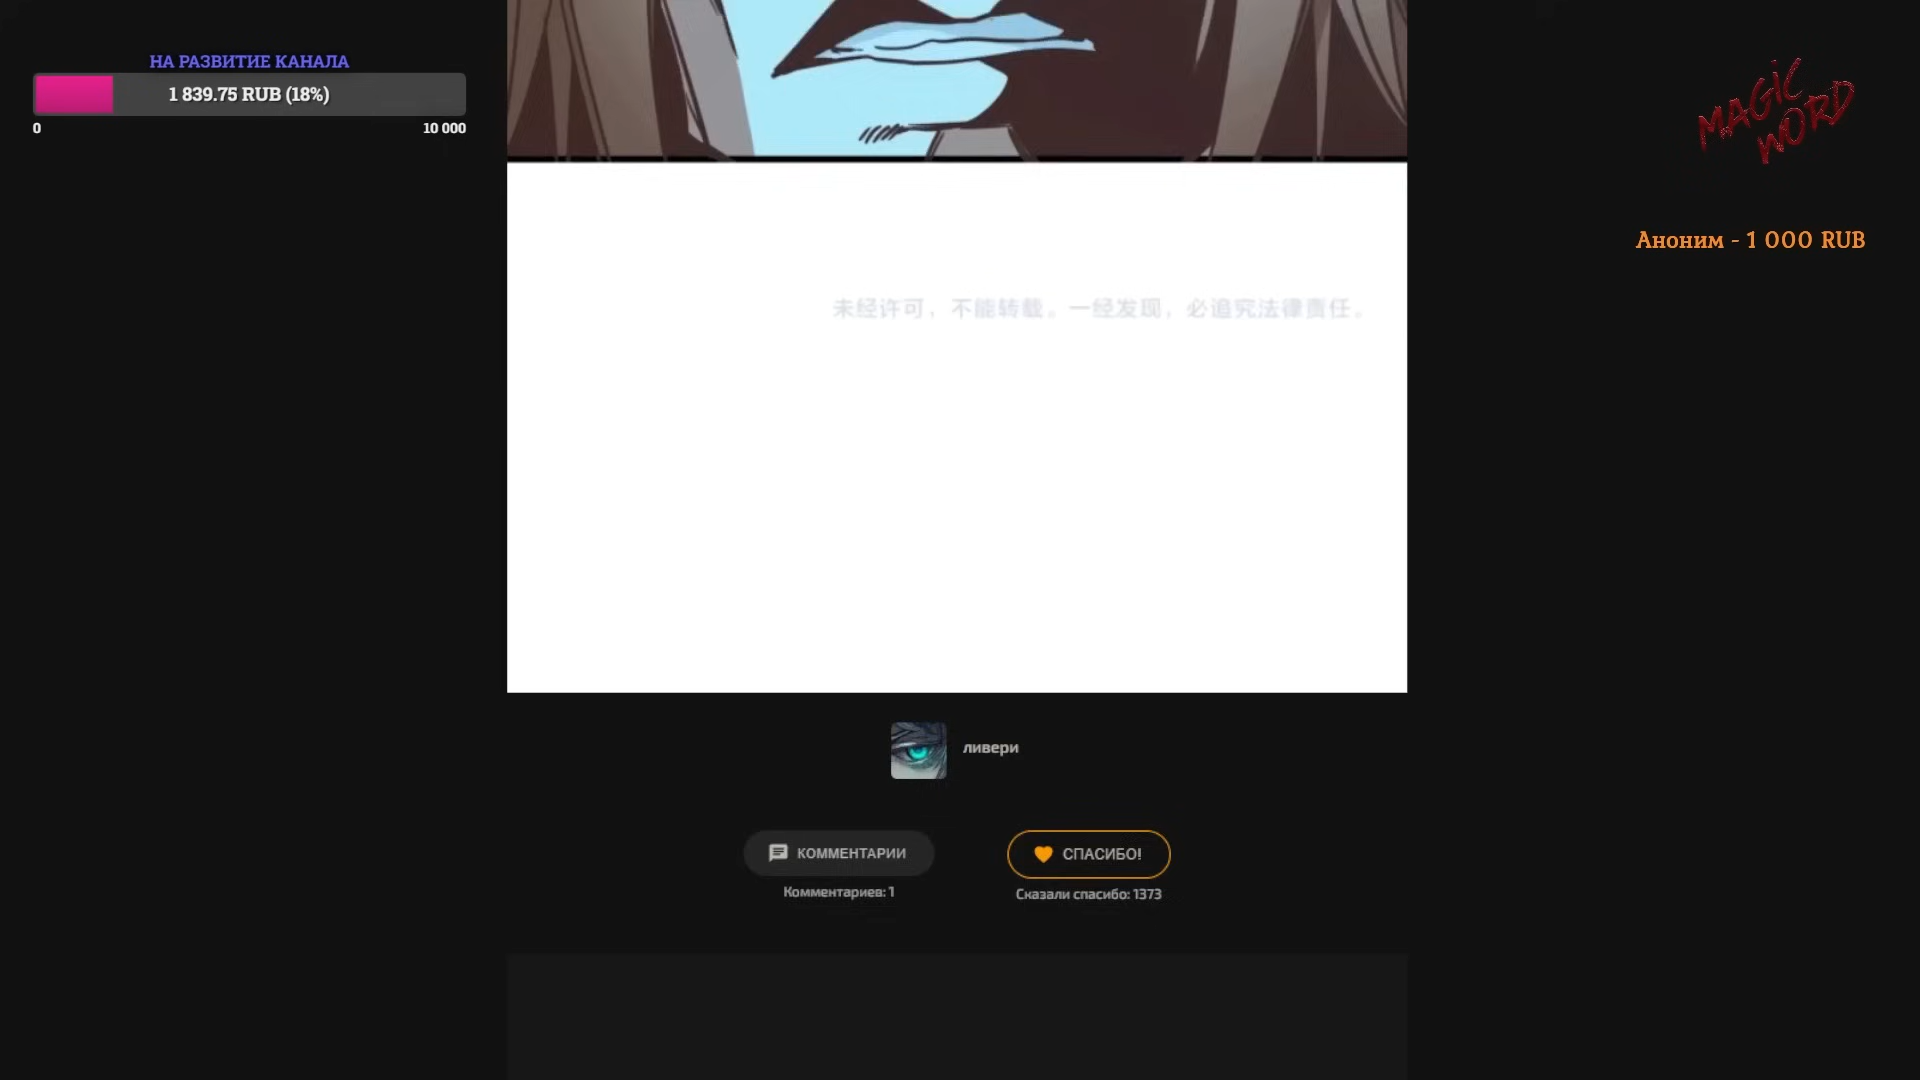 НА РАЗВИТИЕ КАНАЛА
1 839.75 RUB (18%)
0
10 000
MAGIC
WORD
Аноним - 1 000 RUB
未经许可，不能转载。一经发现，必追究法律责任。
ливери
КОММЕНТАРИИ
СПАСИБО!
Комментариев: 1
Сказали спасибо: 1373